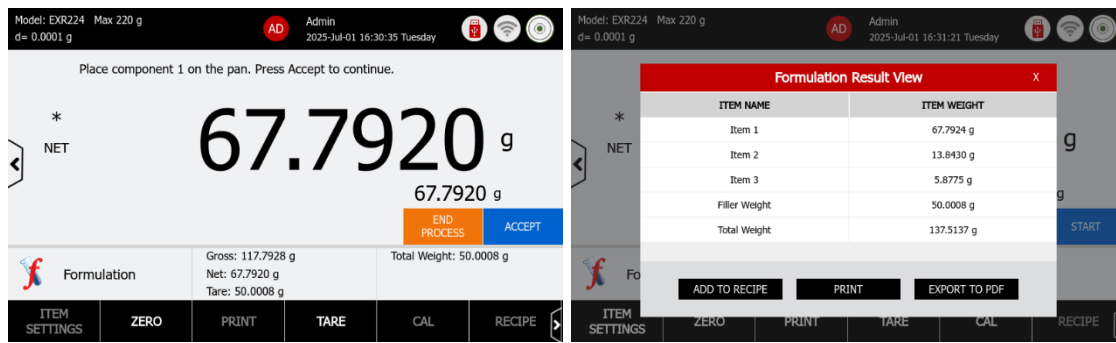 Model: EXR224 Max 220 g
d= 0.0001 g
AD
Admin
2025-Jul-01 16:30:35 Tuesday
Place component 1 on the pan. Press Accept to continue.
*
NET
67.7920 g
67.7920 g
END
PROCESS
ACCEPT
Formulation
Gross: 117.7928 g
Net: 67.7920 g
Tare: 50.0008 g
Total Weight: 50.0008 g
ITEM
SETTINGS
ZERO
PRINT
TARE
CAL
RECIPE
Model: EXR224 Max 220 g
d= 0.0001 g
AD
Admin
2025-Jul-01 16:31:21 Tuesday
Formulation Result View X
ITEM NAME ITEM WEIGHT
Item 1 67.7924 g
Item 2 13.8430 g
Item 3 5.8775 g
Filler Weight 50.0008 g
Total Weight 137.5137 g
ADD TO RECIPE PRINT EXPORT TO PDF
*
NET
g
g
START
Fo
ITEM
SETTINGS
ZERO
PRINT
TARE
CAL
RECIPE